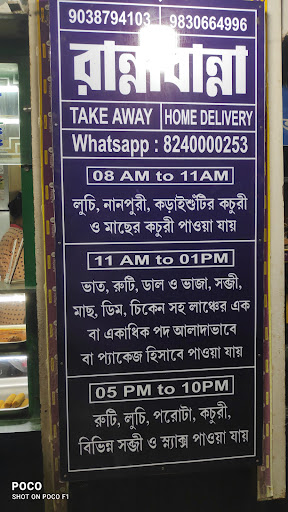 9038794103 9830664996
রান্নাবান্না
TAKE AWAY HOME DELIVERY
Whatsapp : 8240000253
08 AM to 11AM
লুচি, নানপুরী, কড়াইশুঁটির কচুরী
ও মাছের কচুরী পাওয়া যায়
11 AM to 01PM
ভাত, রুটি, ডাল ও ভাজা, সব্জী,
মাছ, ডিম, চিকেন সহ লাঞ্চের এক
বা একাধিক পদ আলাদাভাবে
বা প্যাকেজ হিসাবে পাওয়া যায়
05 PM to 10PM
রুটি, লুচি, পরোটা, কচুরী,
বিভিন্ন সব্জী ও স্ন্যাক্স পাওয়া যায়
POCO
SHOT ON POCO F1